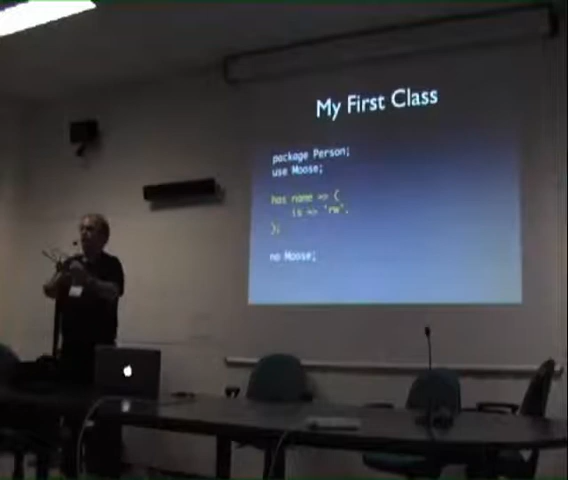 My First Class
package Person;
use Moose;
has name => (
is => 'rw',
);
no Moose;